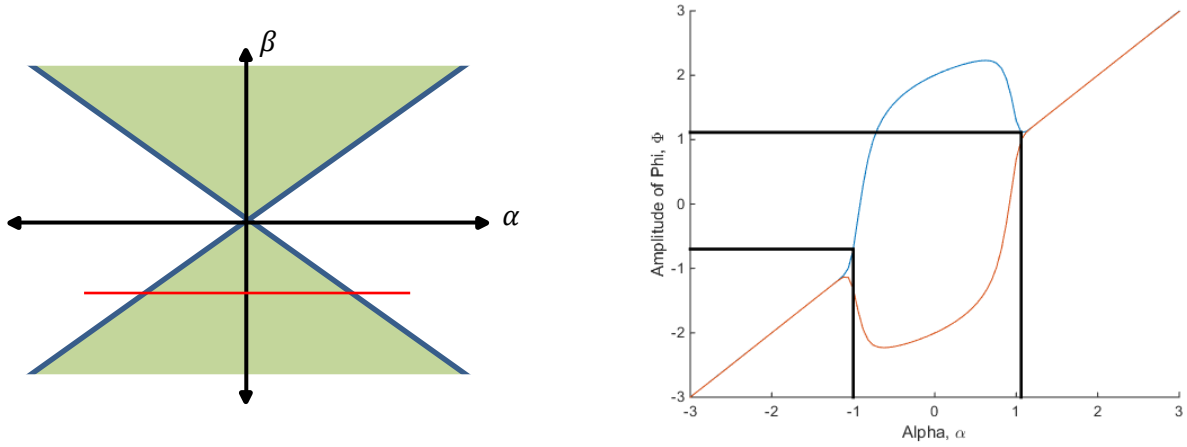 β
α
3
2
1
0
-1
-2
-3
Amplitude of Phi, Φ
-3 -2 -1 0 1 2 3
Alpha, α